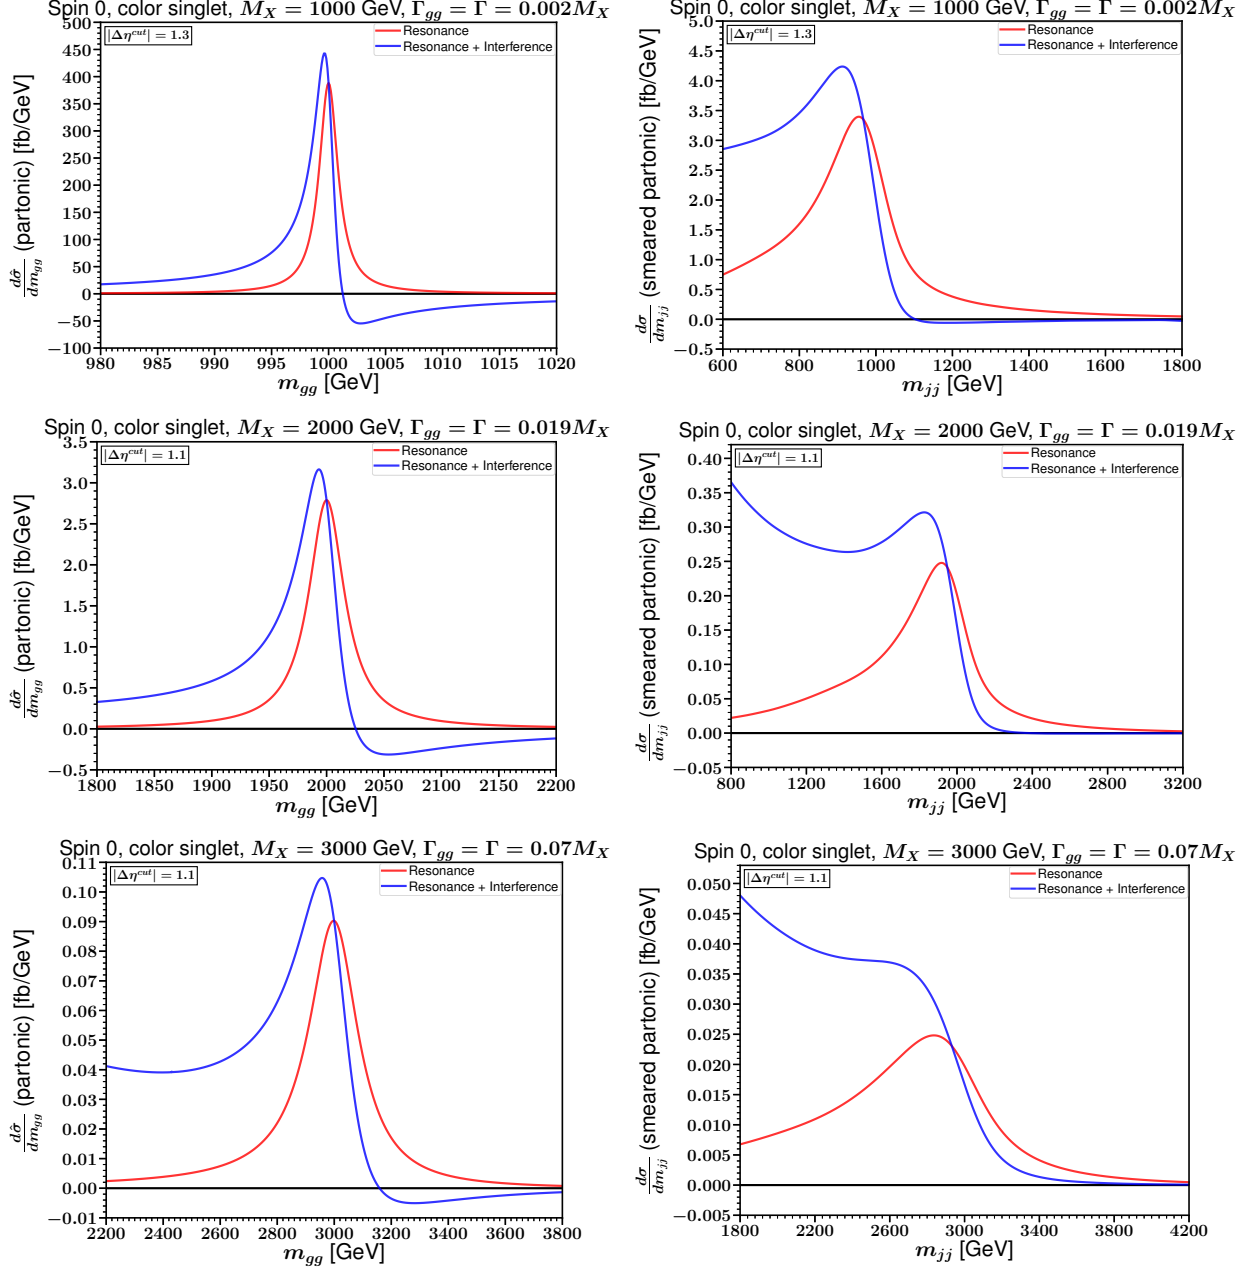 Spin 0, color singlet, M_X = 1000 GeV, Γ_gg = Γ = 0.002M_X
|Δη^cut| = 1.3
Resonance
Resonance + Interference
dσ̂/dm_gg (partonic) [fb/GeV]
500
450
400
350
300
250
200
150
100
50
0
−50
−100
980 985 990 995 1000 1005 1010 1015 1020
m_gg [GeV]
Spin 0, color singlet, M_X = 1000 GeV, Γ_gg = Γ = 0.002M_X
|Δη^cut| = 1.3
Resonance
Resonance + Interference
dσ/dm_jj (smeared partonic) [fb/GeV]
5.0
4.5
4.0
3.5
3.0
2.5
2.0
1.5
1.0
0.5
0.0
−0.5
600 800 1000 1200 1400 1600 1800
m_jj [GeV]
Spin 0, color singlet, M_X = 2000 GeV, Γ_gg = Γ = 0.019M_X
|Δη^cut| = 1.1
Resonance
Resonance + Interference
dσ̂/dm_gg (partonic) [fb/GeV]
3.5
3.0
2.5
2.0
1.5
1.0
0.5
0.0
−0.5
1800 1850 1900 1950 2000 2050 2100 2150 2200
m_gg [GeV]
Spin 0, color singlet, M_X = 2000 GeV, Γ_gg = Γ = 0.019M_X
|Δη^cut| = 1.1
Resonance
Resonance + Interference
dσ/dm_jj (smeared partonic) [fb/GeV]
0.40
0.35
0.30
0.25
0.20
0.15
0.10
0.05
0.00
−0.05
800 1200 1600 2000 2400 2800 3200
m_jj [GeV]
Spin 0, color singlet, M_X = 3000 GeV, Γ_gg = Γ = 0.07M_X
|Δη^cut| = 1.1
Resonance
Resonance + Interference
dσ̂/dm_gg (partonic) [fb/GeV]
0.11
0.10
0.09
0.08
0.07
0.06
0.05
0.04
0.03
0.02
0.01
0.00
−0.01
2200 2400 2600 2800 3000 3200 3400 3600 3800
m_gg [GeV]
Spin 0, color singlet, M_X = 3000 GeV, Γ_gg = Γ = 0.07M_X
|Δη^cut| = 1.1
Resonance
Resonance + Interference
dσ/dm_jj (smeared partonic) [fb/GeV]
0.050
0.045
0.040
0.035
0.030
0.025
0.020
0.015
0.010
0.005
0.000
−0.005
1800 2200 2600 3000 3400 3800 4200
m_jj [GeV]